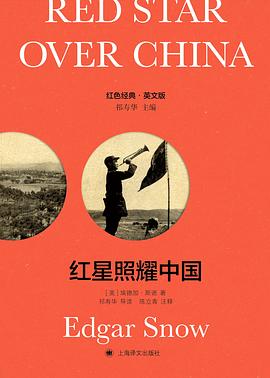 RED STAR
OVER CHINA
红色经典·英文版
祁寿华 主编
红星照耀中国
［美］埃德加·斯诺 著
祁寿华 导读 陈立青 注释
Edgar Snow
上海译文出版社